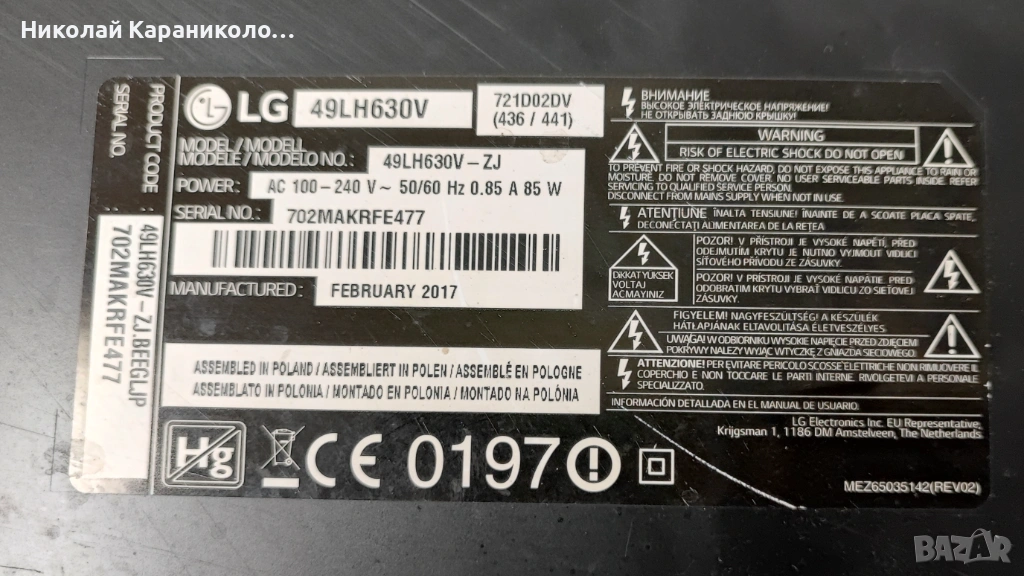 Николай Караниколо...
PRODUCT CODE
SERIAL NO.
49LH630V-ZJ.BEEGLJP
702MAKRFE477
LG
49LH630V
721D02DV
(436 / 441)
MODEL/MODELL
MODÈLE/MODELO NO.:
49LH630V-ZJ
POWER:
AC 100-240 V~ 50/60 Hz 0.85 A 85 W
SERIAL NO.:
702MAKRFE477
MANUFACTURED:
FEBRUARY 2017
ASSEMBLED IN POLAND / ASSEMBLIERT IN POLEN / ASSEMBLÉ EN POLOGNE
ASSEMBLATO IN POLONIA / MONTADO EN POLONIA / MONTADO NA POLÓNIA
Hg
CE 0197
ВНИМАНИЕ
ВЫСОКОЕ ЭЛЕКТРИЧЕСКОЕ НАПРЯЖЕНИЕ!
НЕ ОТКРЫВАТЬ ЗАДНЮЮ КРЫШКУ!
WARNING
RISK OF ELECTRIC SHOCK DO NOT OPEN
TO PREVENT FIRE OR SHOCK HAZARD, DO NOT EXPOSE THIS APPLIANCE TO RAIN OR
MOISTURE. DO NOT REMOVE COVER. NO USER SERVICEABLE PARTS INSIDE. REFER
SERVICING TO QUALIFIED SERVICE PERSON.
DISCONNECT FROM MAINS SUPPLY WHEN NOT IN USE.
ATENŢIUNE ÎNALTA TENSIUNE! ÎNAINTE DE A SCOATE PLACA SPATE,
DECONÉCTATI ALIMENTAREA DE LA REŢEA
DİKKAT YUKSEK
VOLTAJ
ACMAYINIZ
POZOR! V PŘÍSTROJI JE VYSOKÉ NAPĚTÍ, PŘED
ODEJMUTÍM KRYTU JE NUTNO VYJMOUT VIDLICI
SÍŤOVÉHO PŘÍVODU ZE ZÁSUVKY.
POZOR! V PRÍSTROJI JE VYSOKÉ NAPÄTIE PRED
ODOBRATIM KRYTU VYBRAŤ VIDLICU ZO SIEŤOVEJ
ZÁSUVKY.
FIGYELEM! NAGYFESZÜLTSÉG! A KÉSZÜLÉK
HÁTLAPJÁNAK ELTAVOLÍTÁSA ÉLETVESZÉLYES.
UWAGA! W ODBIORNIKU WYSOKIE NAPIĘCIE PRZED ZDJĘCIEM
POKRYWY NALEŻY WYJĄĆ WTYCZKĘ Z GNIAZDA SIECIOWEGO.
ATTENZIONE! PER EVITARE PERICOLO SCOSSE ELETTRICHE NON RIMUOVERE IL
COPERCHIO E NON TOCCARE LE PARTI INTERNE. RIVOLGETEVI A PERSONALE
SPECIALIZZATO.
INFORMACIÓN DETALLADA EN EL MANUAL DE USUARIO.
LG Electronics Inc. EU Representative,
Krijgsman 1, 1186 DM Amstelveen, The Netherlands
MEZ65035142(REV02)
BAZAR